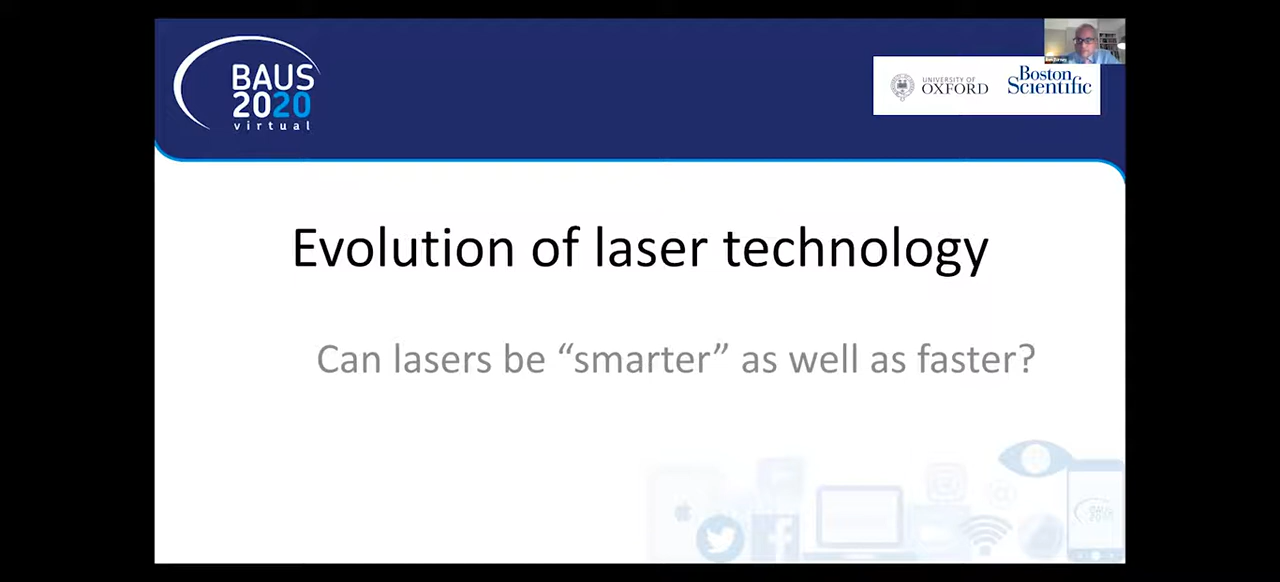 BAUS
2020
virtual
UNIVERSITY OF
OXFORD
Boston
Scientific
Evolution of laser technology
Can lasers be “smarter” as well as faster?